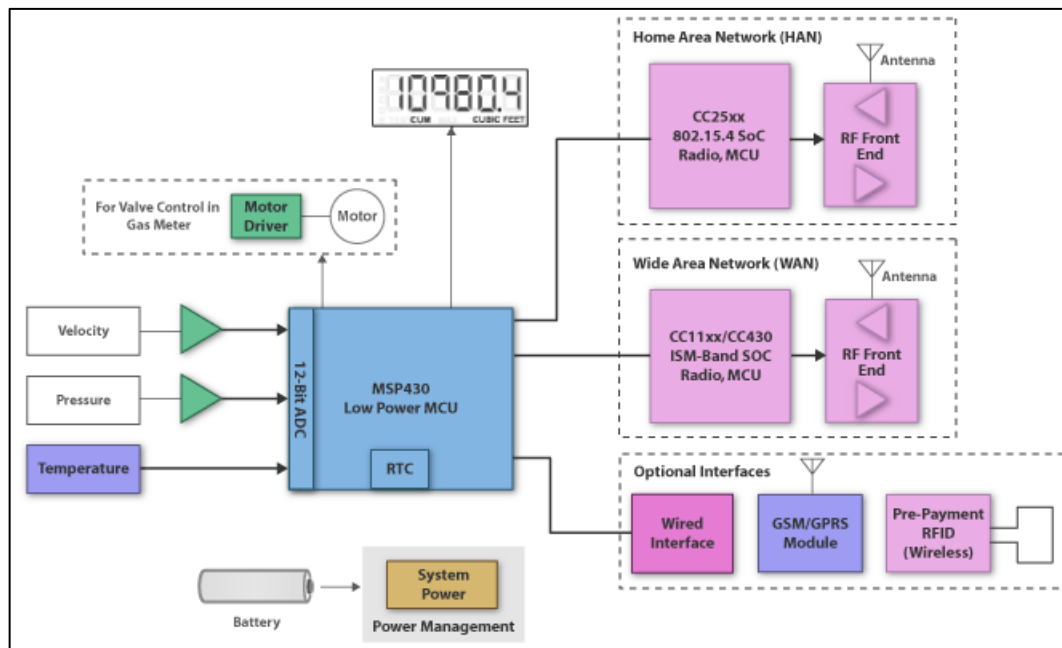 Home Area Network (HAN)
Antenna
CC25xx
802.15.4 SoC
Radio, MCU
RF Front
End
10980.4
CUM
CUBIC FEET
For Valve Control in
Gas Meter
Motor
Driver
Motor
Wide Area Network (WAN)
Antenna
CC11xx/CC430
ISM-Band SOC
Radio, MCU
RF Front
End
Velocity
Pressure
Temperature
12-Bit ADC
MSP430
Low Power MCU
RTC
Optional Interfaces
Wired
Interface
GSM/GPRS
Module
Pre-Payment
RFID
(Wireless)
Battery
System
Power
Power Management